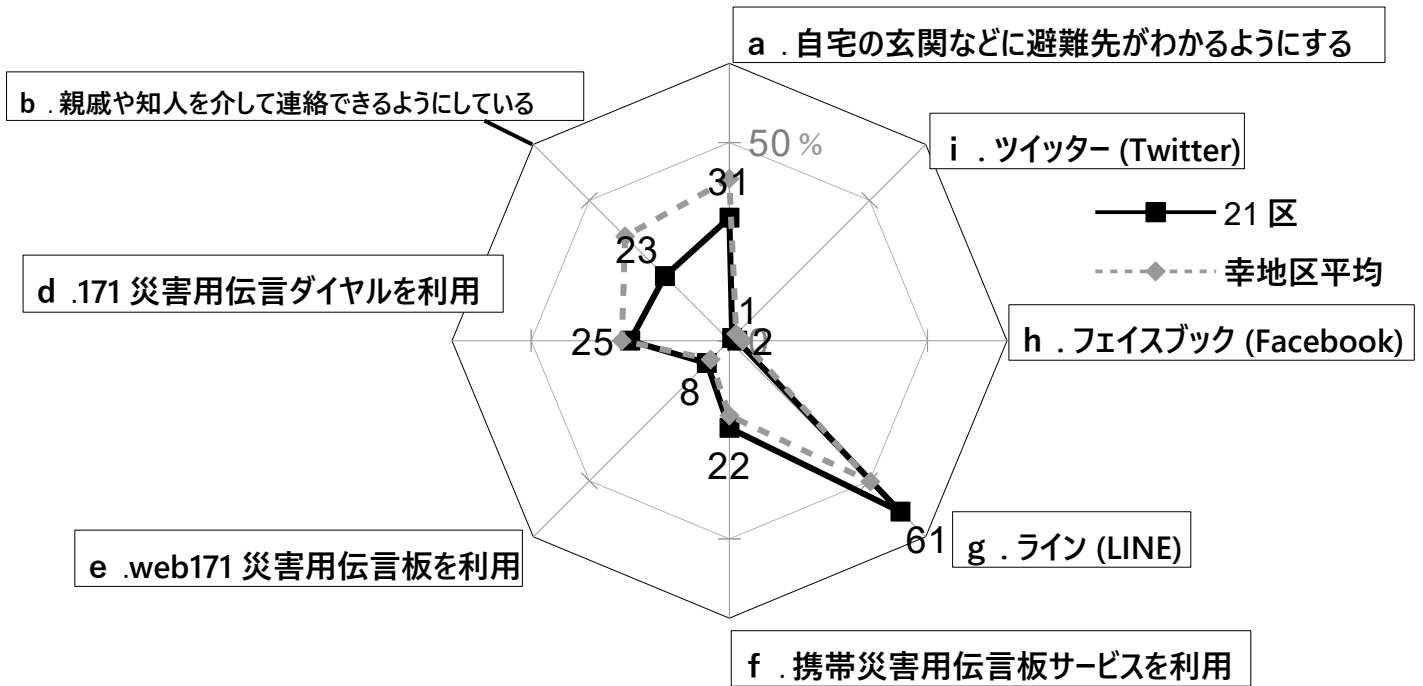 a . 自宅の玄関などに避難先がわかるようにする
b . 親戚や知人を介して連絡できるようにしている
50 %
i . ツイッター (Twitter)
31
21 区
23
幸地区平均
d .171 災害用伝言ダイヤルを利用
1
h . フェイスブック (Facebook)
25
2
8
22
61
g . ライン (LINE)
e .web171 災害用伝言板を利用
f . 携帯災害用伝言板サービスを利用